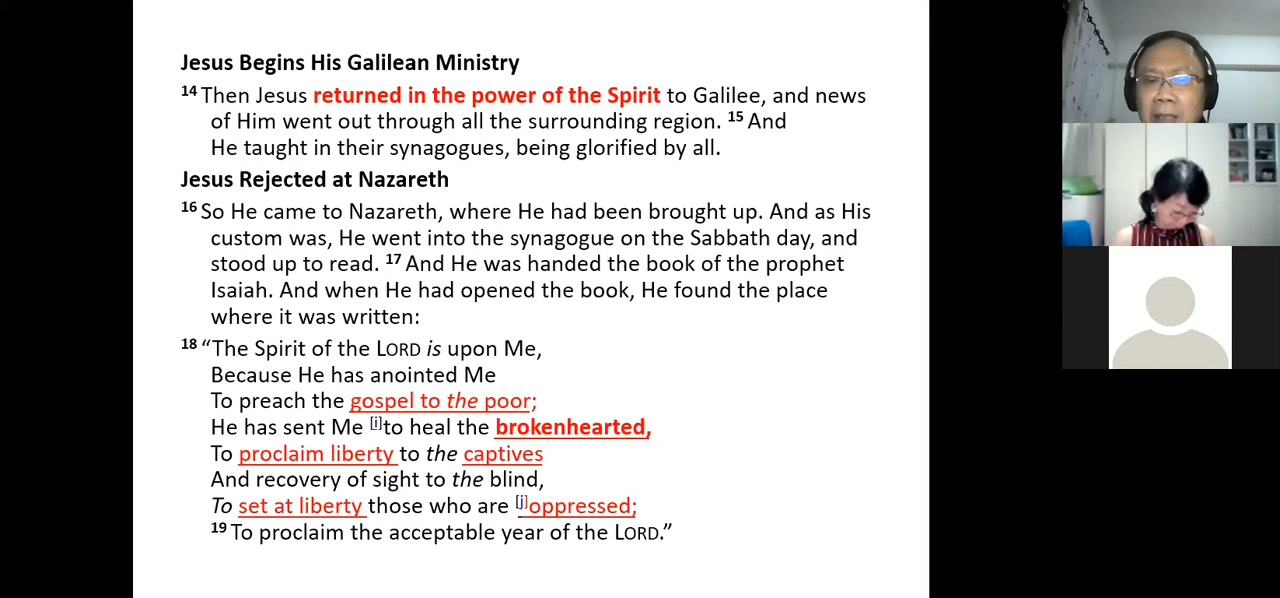 Jesus Begins His Galilean Ministry
14 Then Jesus returned in the power of the Spirit to Galilee, and news
of Him went out through all the surrounding region. 15 And
He taught in their synagogues, being glorified by all.
Jesus Rejected at Nazareth
16 So He came to Nazareth, where He had been brought up. And as His
custom was, He went into the synagogue on the Sabbath day, and
stood up to read. 17 And He was handed the book of the prophet
Isaiah. And when He had opened the book, He found the place
where it was written:
18 “The Spirit of the LORD is upon Me,
Because He has anointed Me
To preach the gospel to the poor;
He has sent Me [i]to heal the brokenhearted,
To proclaim liberty to the captives
And recovery of sight to the blind,
To set at liberty those who are [j]oppressed;
19 To proclaim the acceptable year of the LORD.”